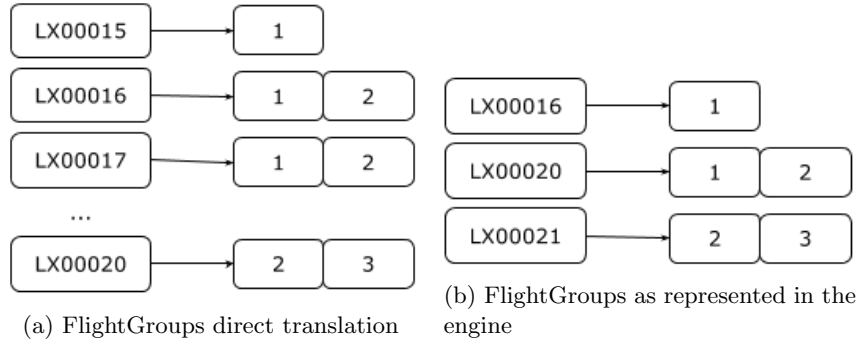 LX00015 1
LX00016 1 2
LX00017 1 2
...
LX00020 2 3
(a) FlightGroups direct translation
LX00016 1
LX00020 1 2
LX00021 2 3
(b) FlightGroups as represented in the
engine